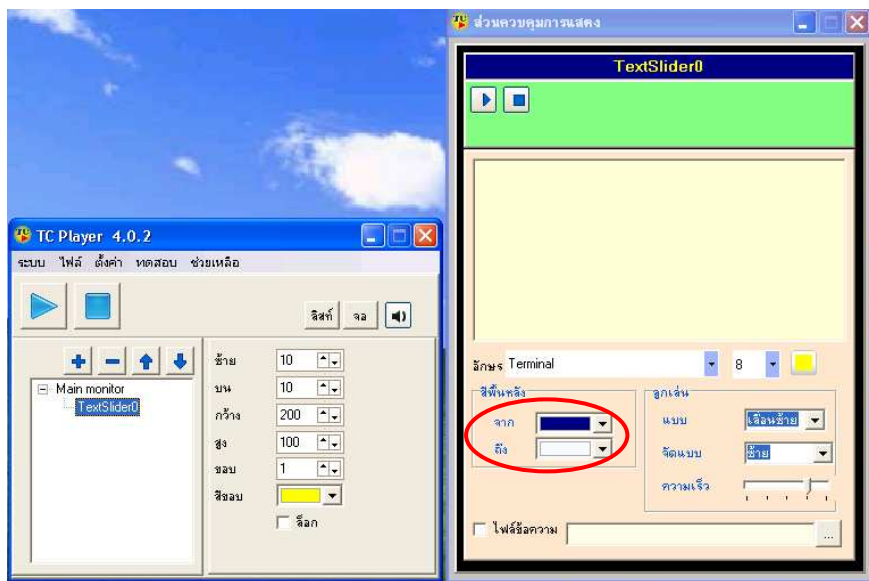 ส่วนควบคุมการแสดง
TextSlider0
TC Player 4.0.2
ระบบ ไฟล์ ตั้งค่า ทดสอบ ช่วยเหลือ
ลิสท์ จอ
Main monitor
TextSlider0
ซ้าย 10
บน 10
กว้าง 200
สูง 100
ขอบ 1
สีขอบ
ล็อก
อักษร Terminal 8
สีพื้นหลัง
จาก
ถึง
ลูกเล่น
แบบ เลื่อนซ้าย
จัดแบบ ซ้าย
ความเร็ว
ไฟล์ข้อความ ...